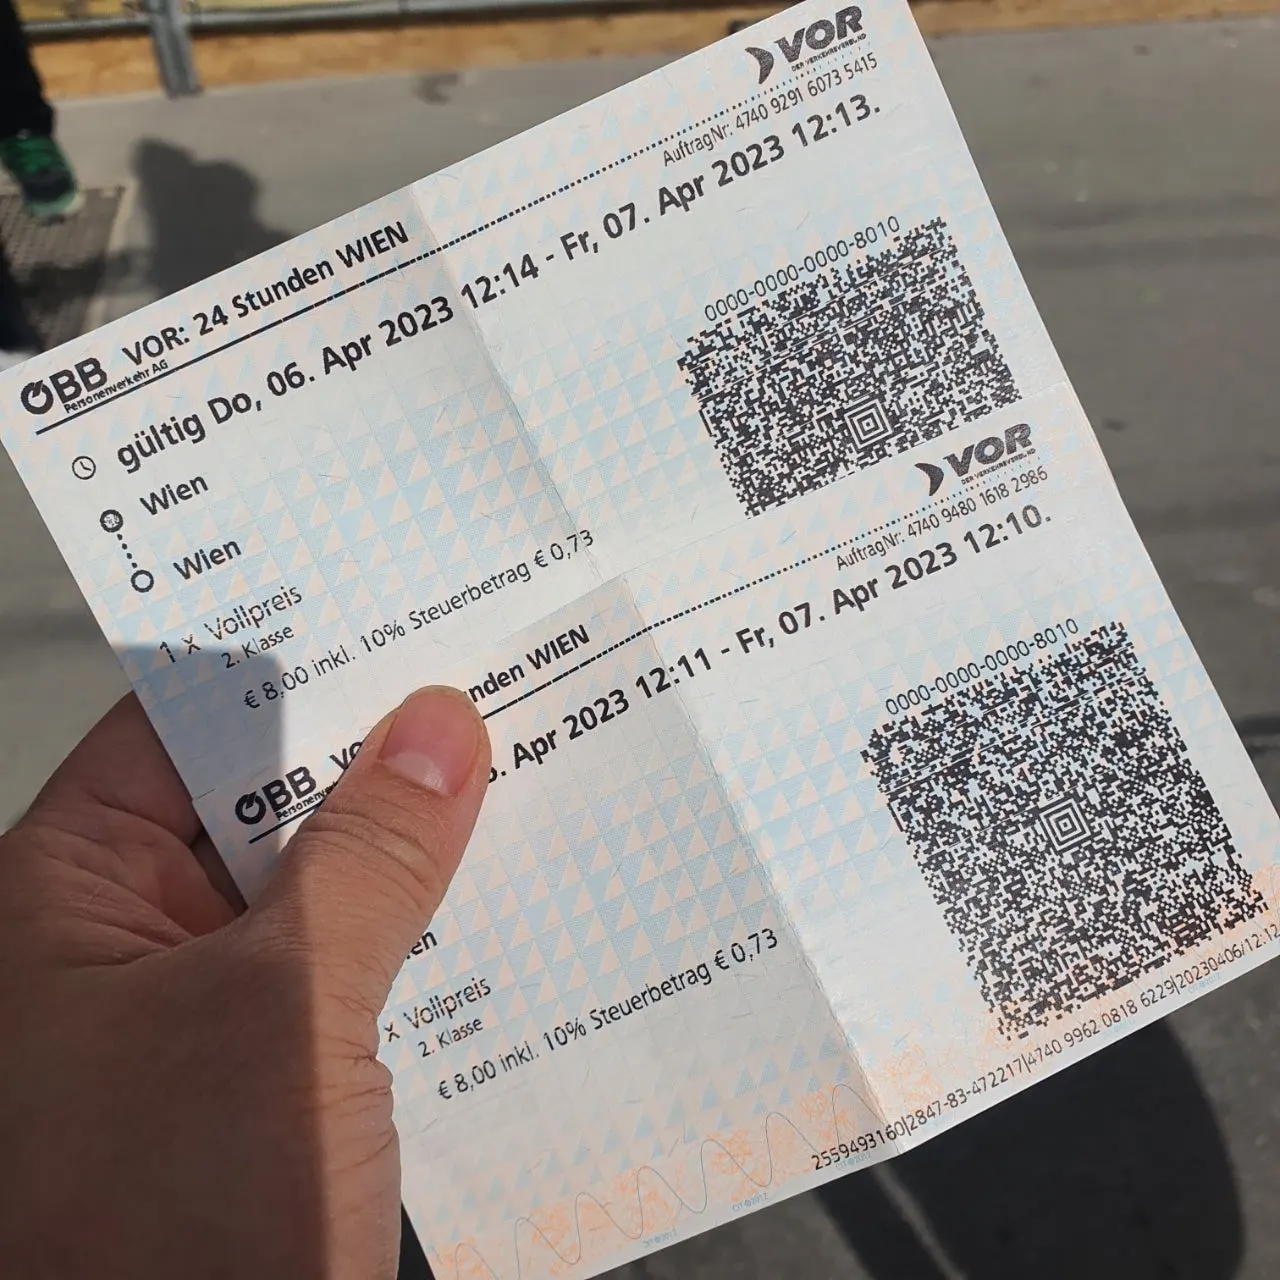 VOR
DER VERKEHRSVERBUND
AuftragNr: 4740 9291 6073 5415
ÖBB
Personenverkehr AG
VOR: 24 Stunden WIEN
gültig Do, 06. Apr 2023 12:14 - Fr, 07. Apr 2023 12:13.
0000-0000-0000-8010
Wien
Wien
1 x Vollpreis
2. Klasse
€ 8,00 inkl. 10% Steuerbetrag € 0,73
VOR
DER VERKEHRSVERBUND
AuftragNr: 4740 9480 1618 2986
ÖBB
nden WIEN
. Apr 2023 12:11 - Fr, 07. Apr 2023 12:10.
0000-0000-0000-8010
en
x Vollpreis
2. Klasse
€ 8,00 inkl. 10% Steuerbetrag € 0,73
2559493160|2847-83-472217|4740 9962 0818 6229|20230406/12:12